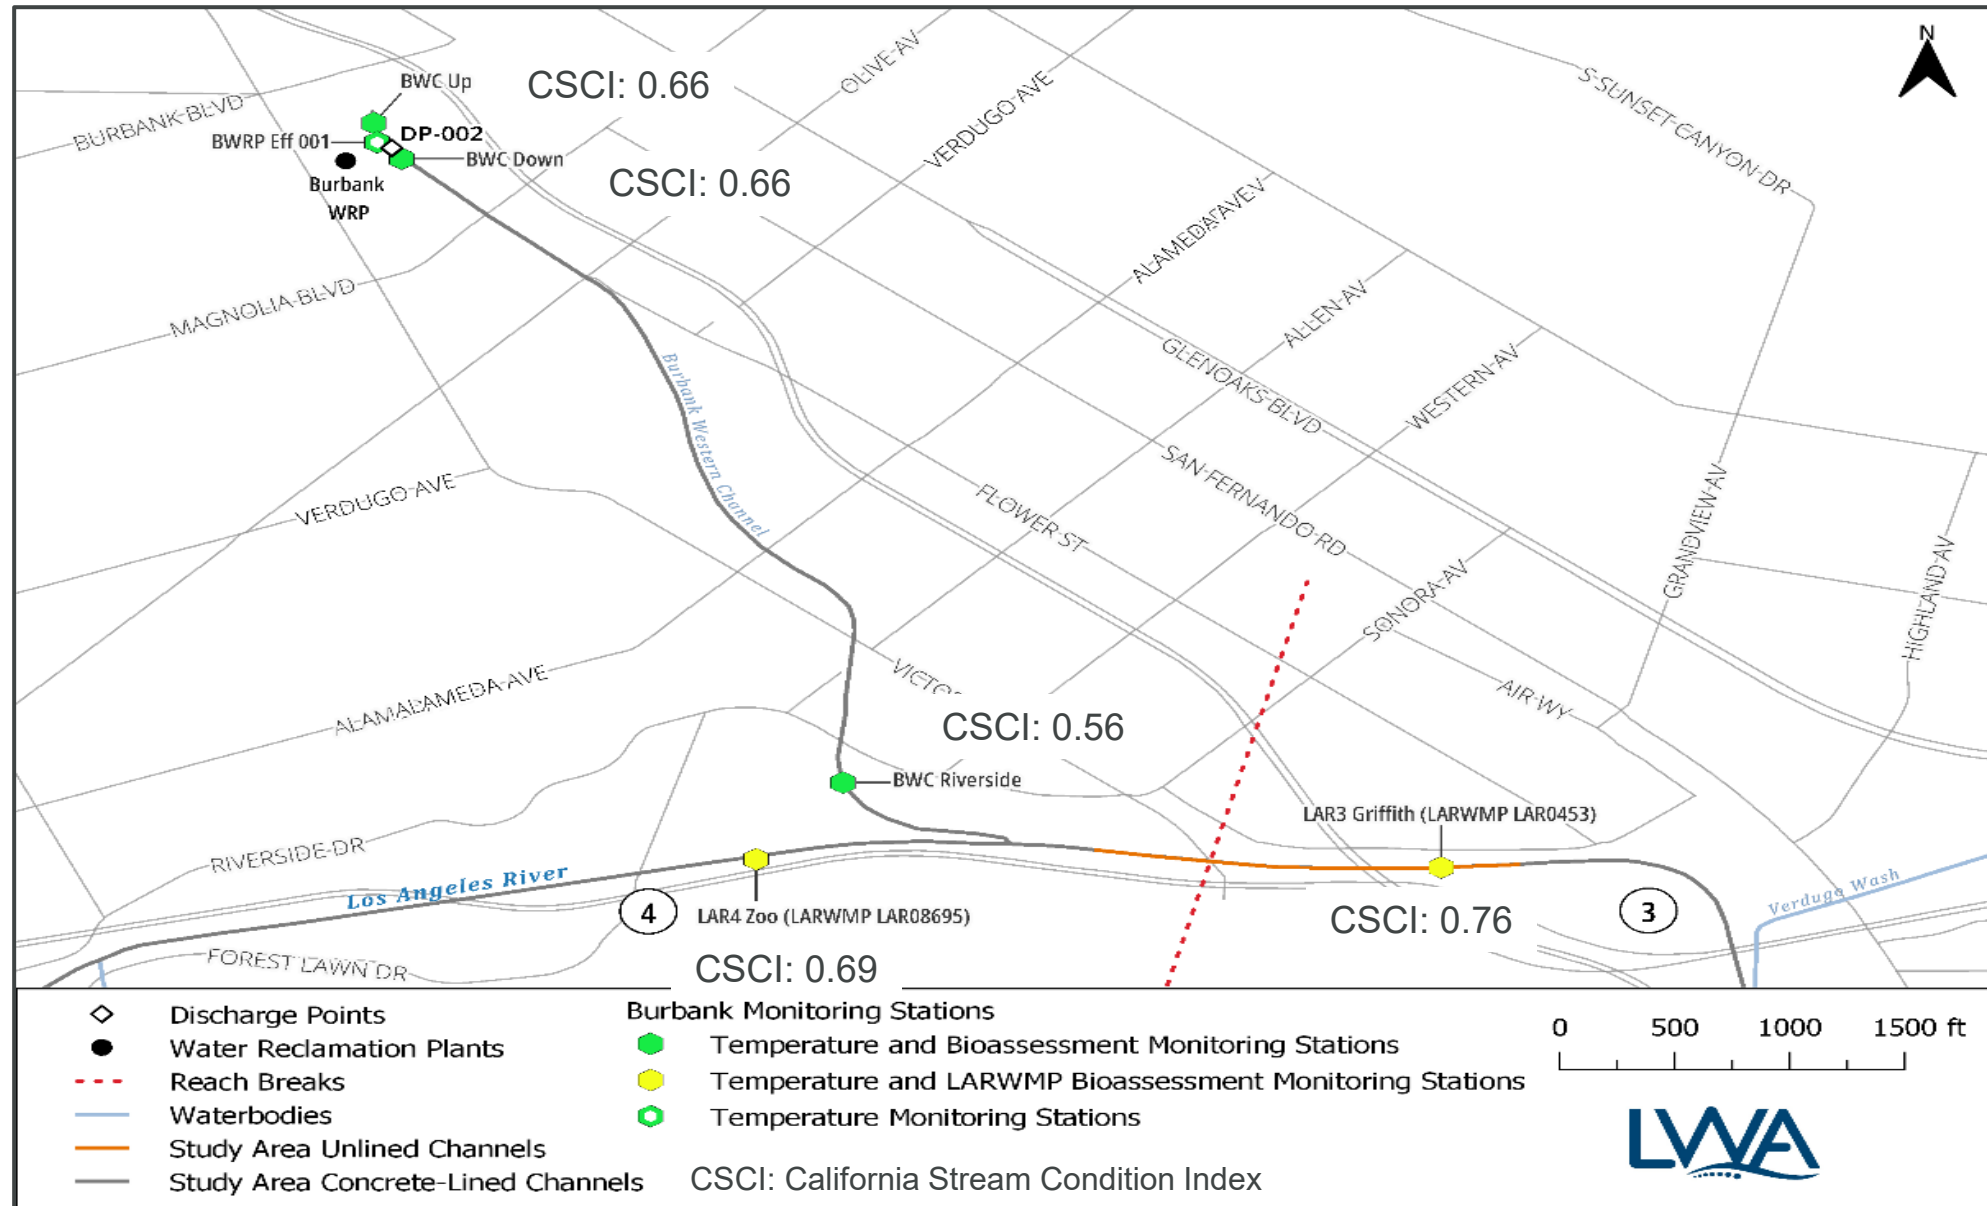 N
BWC Up
CSCI: 0.66
OLIVE AV
S SUNSET CANYON DR
BURBANK BLVD
BWRP Eff 001
DP-002
VERDUGO AVE
BWC Down
Burbank
WRP
CSCI: 0.66
ALAMEDA AVE V
MAGNOLIA BLVD
ALLEN AV
Burbank Western Channel
GLENOAKS BLVD
WESTERN AV
VERDUGO AVE
FLOWER ST
SAN FERNANDO RD
GRANDVIEW AV
HIGHLAND AV
SONORA AV
ALAMALAMEDA AVE
AIR WY
CSCI: 0.56
BWC Riverside
LAR3 Griffith (LARWMP LAR0453)
RIVERSIDE DR
Los Angeles River
4
LAR4 Zoo (LARWMP LAR08695)
CSCI: 0.76
3
Verdugo Wash
FOREST LAWN DR
CSCI: 0.69
Discharge Points
Water Reclamation Plants
Reach Breaks
Waterbodies
Study Area Unlined Channels
Study Area Concrete-Lined Channels
Burbank Monitoring Stations
Temperature and Bioassessment Monitoring Stations
Temperature and LARWMP Bioassessment Monitoring Stations
Temperature Monitoring Stations
CSCI: California Stream Condition Index
0 500 1000 1500 ft
LWA